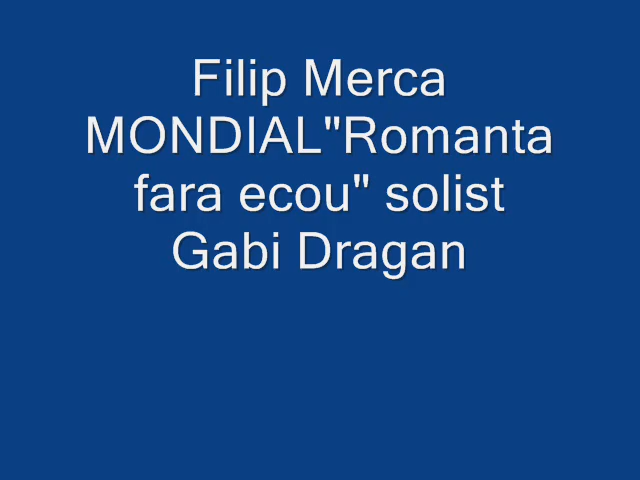 Filip Merca
MONDIAL"Romanta
fara ecou" solist
Gabi Dragan